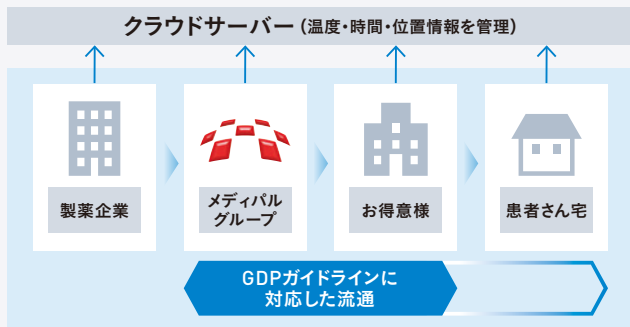 クラウドサーバー（温度・時間・位置情報を管理）
製薬企業
メディパル
グループ
お得意様
患者さん宅
GDPガイドラインに
対応した流通